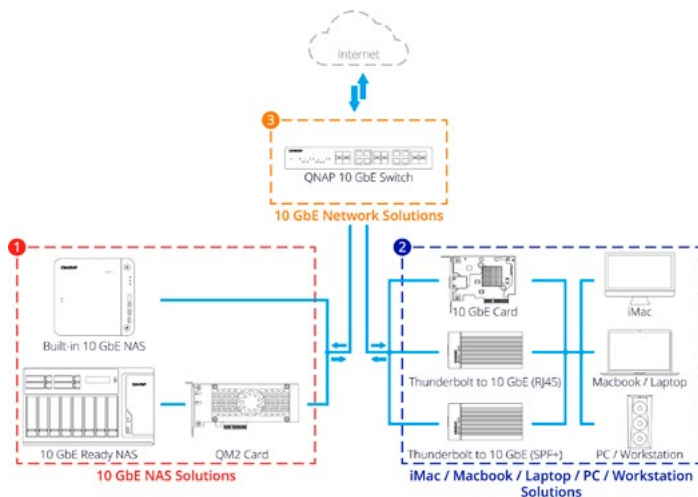 Internet
3
QNAP
QNAP 10 GbE Switch
10 GbE Network Solutions
1
QNAP
Built-in 10 GbE NAS
QNAP
10 GbE Ready NAS
QM2 Card
10 GbE NAS Solutions
2
10 GbE Card
iMac
Thunderbolt to 10 GbE (RJ45)
Macbook / Laptop
Thunderbolt to 10 GbE (SPF+)
PC / Workstation
iMac / Macbook / Laptop / PC / Workstation
Solutions